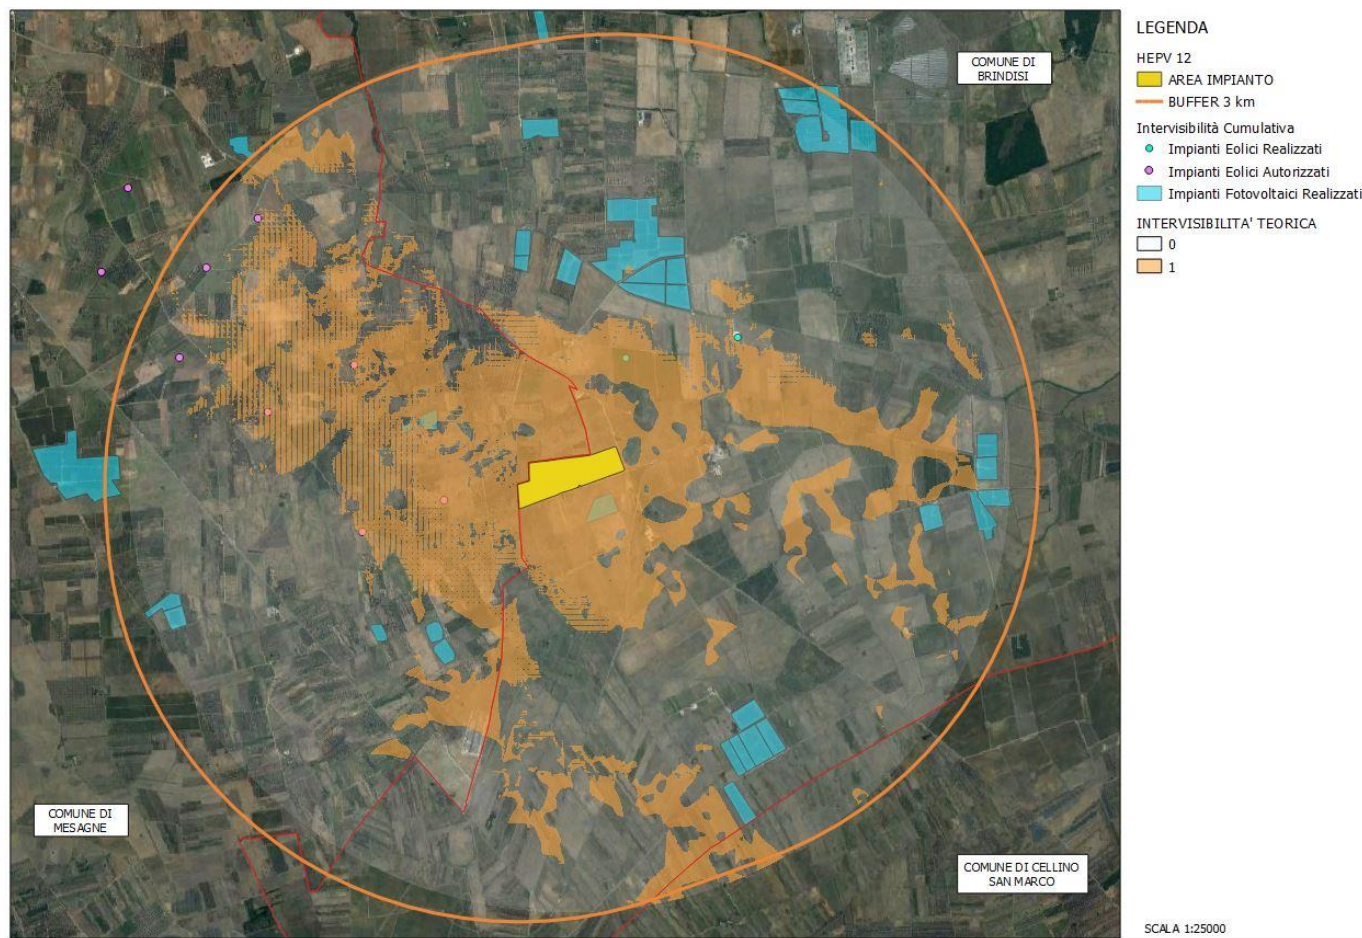 COMUNE DI
BRINDISI
COMUNE DI
MESAGNE
COMUNE DI CELLINO
SAN MARCO
LEGENDA
HEPV 12
AREA IMPIANTO
BUFFER 3 km
Intervisibilità Cumulativa
Impianti Eolici Realizzati
Impianti Eolici Autorizzati
Impianti Fotovoltaici Realizzati
INTERVISIBILITA' TEORICA
0
1
SCALA 1:25000